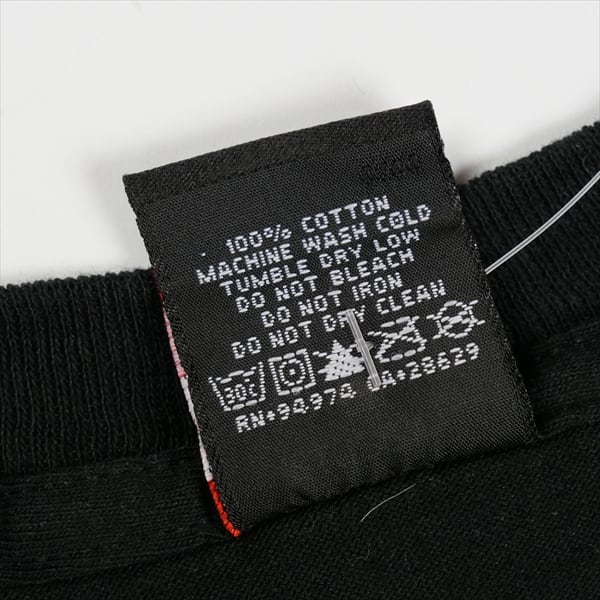 100% COTTON
MACHINE WASH COLD
TUMBLE DRY LOW
DO NOT BLEACH
DO NOT IRON
DO NOT DRY CLEAN
30C
RN*94974 CA*28629